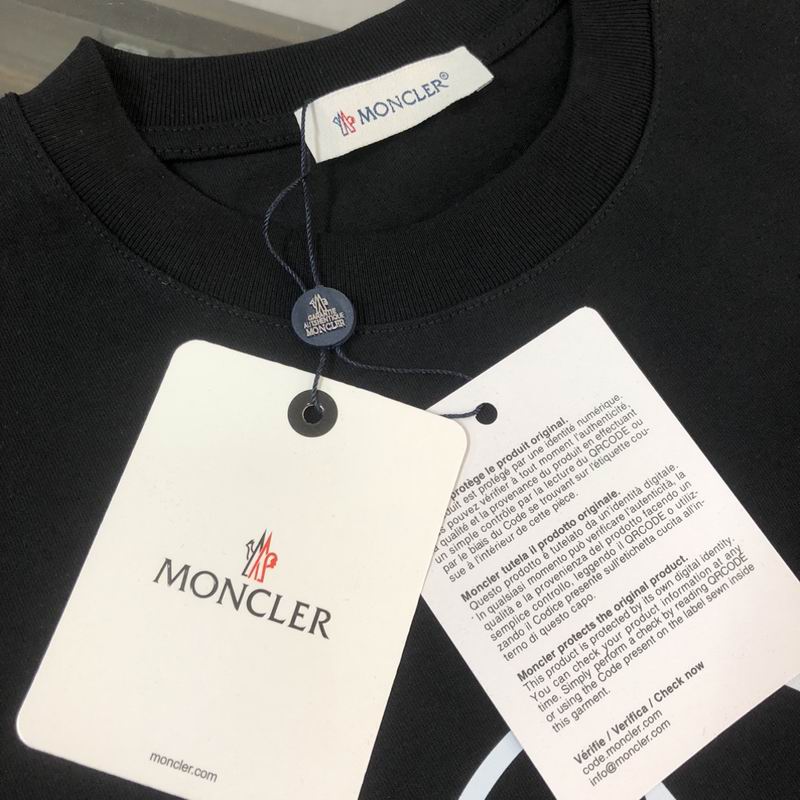 MONCLER®
GARANTIE
AUTHENTIQUE
MONCLER
MONCLER
moncler.com
protège le produit original.
duit est protégé par une identité numérique.
s pouvez vérifier à tout moment l'authenticité,
qualité et la provenance du produit en effectuant
un simple contrôle par la lecture du QRCODE ou
par le biais du Code se trouvant sur l'étiquette cou-
sue à l'intérieur de cette pièce.
Moncler tutela il prodotto originale.
Questo prodotto è tutelato da un'identità digitale.
In qualsiasi momento può verificare l'autenticità, la
qualità e la provenienza del prodotto facendo un
semplice controllo, leggendo il QRCODE o utiliz-
zando il Codice presente sull'etichetta cucita all'in-
terno di questo capo.
Moncler protects the original product.
This product is protected by its own digital identity.
You can check your product information at any
time. Simply perform a check by reading QRCODE
or using the Code present on the label sewn inside
this garment.
Vérifie / Verifica / Check now
code.moncler.com
info@moncler.com